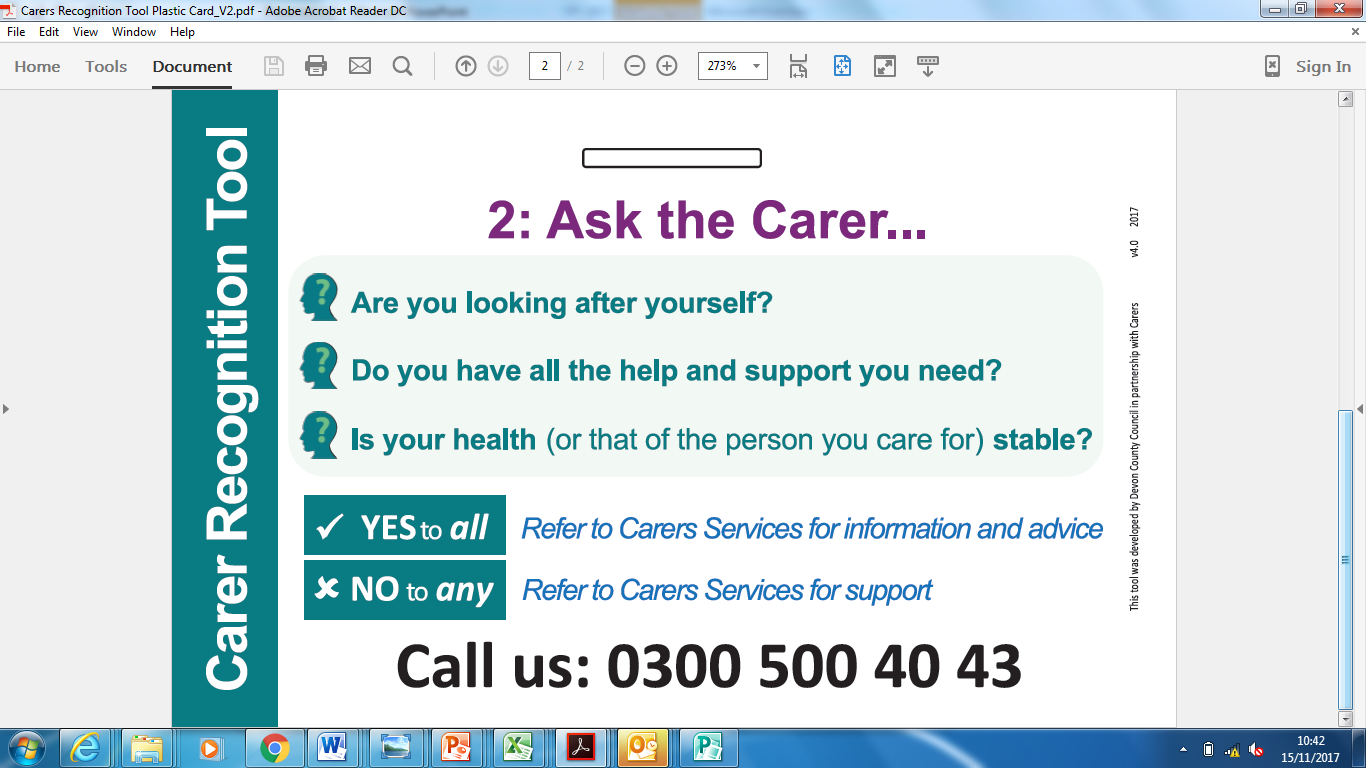 Carers Recognition Tool Plastic Card_V2.pdf - Adobe Acrobat Reader DC
File Edit View Window Help
Home Tools Document 2 / 2 273% Sign In
Carer Recognition Tool
2: Ask the Carer...
? Are you looking after yourself?
? Do you have all the help and support you need?
? Is your health (or that of the person you care for) stable?
✓ YES to all Refer to Carers Services for information and advice
✗ NO to any Refer to Carers Services for support
Call us: 0300 500 40 43
This tool was developed by Devon County Council in partnership with Carers v4.0 2017
10:42
15/11/2017